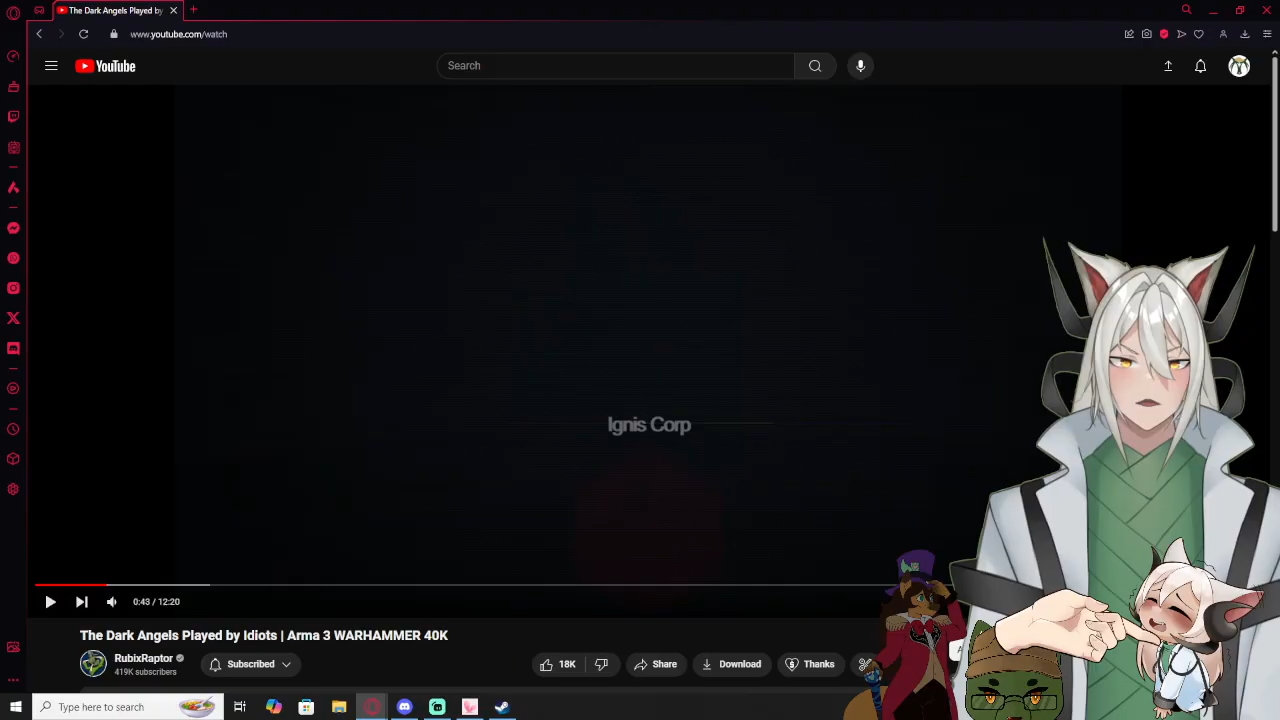 The Dark Angels Played by
www.youtube.com/watch
YouTube
Search
Ignis Corp
0:43 / 12:20
The Dark Angels Played by Idiots | Arma 3 WARHAMMER 40K
RubixRaptor
419K subscribers
Subscribed
18K
Share
Download
Thanks
Type here to search